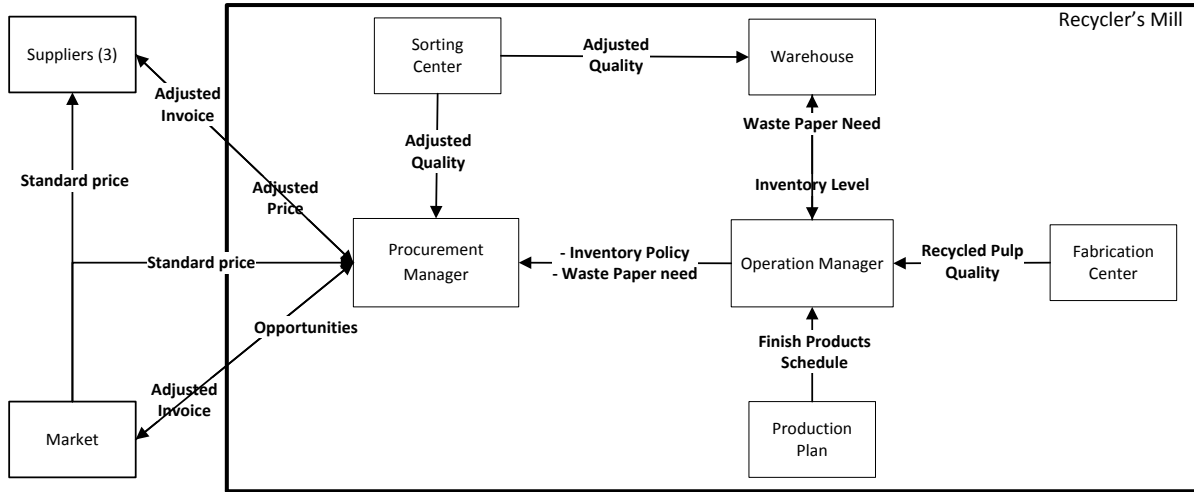 Recycler's Mill
Suppliers (3)
Sorting
Center
Adjusted
Quality
Warehouse
Adjusted
Invoice
Adjusted
Quality
Waste Paper Need
Standard price
Adjusted
Price
Inventory Level
Procurement
Manager
- Inventory Policy
- Waste Paper need
Operation Manager
Recycled Pulp
Quality
Fabrication
Center
Standard price
Opportunities
Finish Products
Schedule
Adjusted
Invoice
Market
Production
Plan